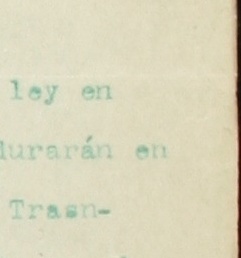 ley en
durarán en
Trasn-